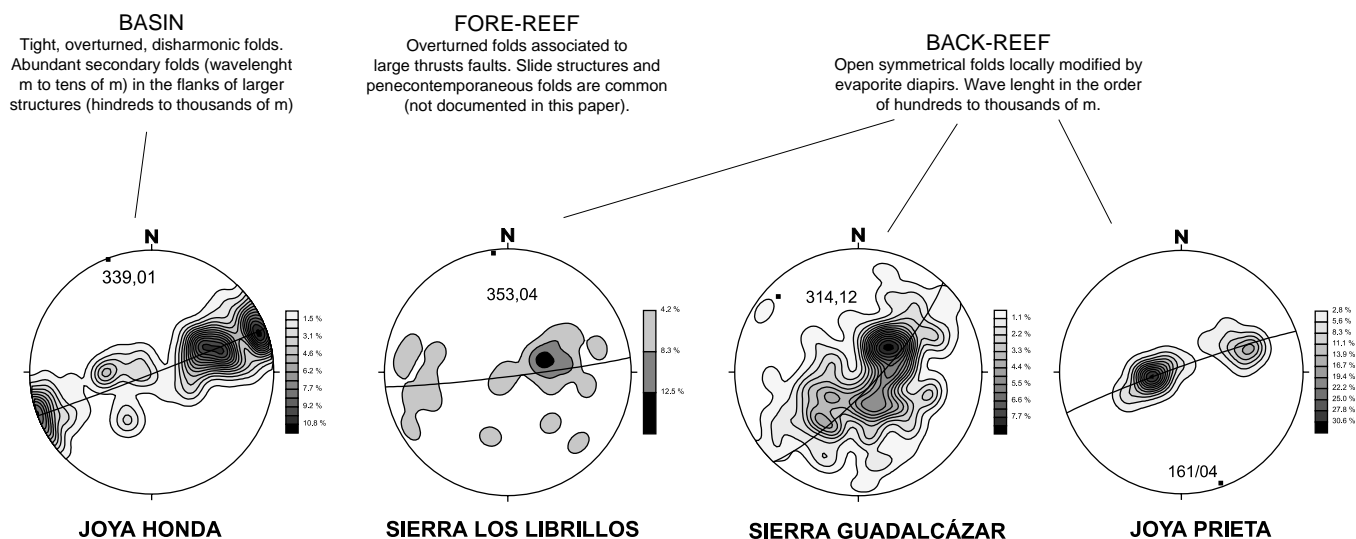 BASIN
Tight, overturned, disharmonic folds.
Abundant secondary folds (wavelenght
m to tens of m) in the flanks of larger
structures (hindreds to thousands of m)
FORE-REEF
Overturned folds associated to
large thrusts faults. Slide structures and
penecontemporaneous folds are common
(not documented in this paper).
BACK-REEF
Open symmetrical folds locally modified by
evaporite diapirs. Wave lenght in the order
of hundreds to thousands of m.
N
339,01
1.5 %
3.1 %
4.6 %
6.2 %
7.7 %
9.2 %
10.8 %
JOYA HONDA
N
353,04
4.2 %
8.3 %
12.5 %
SIERRA LOS LIBRILLOS
N
314,12
1.1 %
2.2 %
3.3 %
4.4 %
5.5 %
6.6 %
7.7 %
SIERRA GUADALCÁZAR
N
161/04
2,8 %
5,6 %
8,3 %
11,1 %
13,9 %
16,7 %
19,4 %
22,2 %
25,0 %
27,8 %
30.6 %
JOYA PRIETA